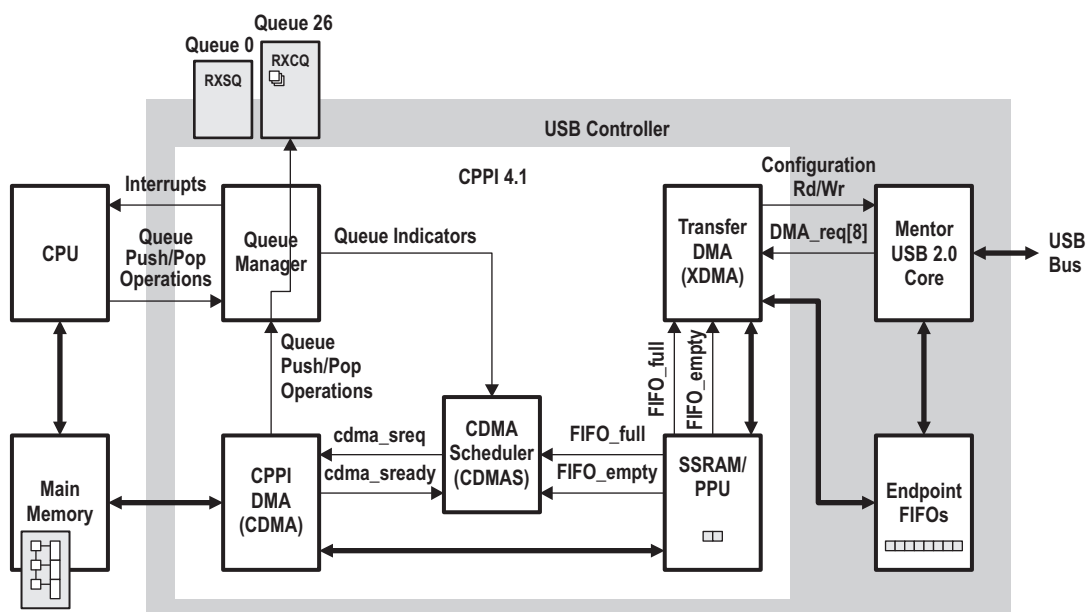 Queue 26
Queue 0
RXCQ
RXSQ
USB Controller
CPPI 4.1
Configuration
Rd/Wr
Interrupts
CPU
Queue
Push/Pop
Operations
Queue
Manager
Queue Indicators
Transfer
DMA
(XDMA)
DMA_req[8]
Mentor
USB 2.0
Core
USB
Bus
Queue
Push/Pop
Operations
FIFO_full
FIFO_empty
Main
Memory
CPPI
DMA
(CDMA)
cdma_sreq
cdma_sready
CDMA
Scheduler
(CDMAS)
FIFO_full
FIFO_empty
SSRAM/
PPU
Endpoint
FIFOs